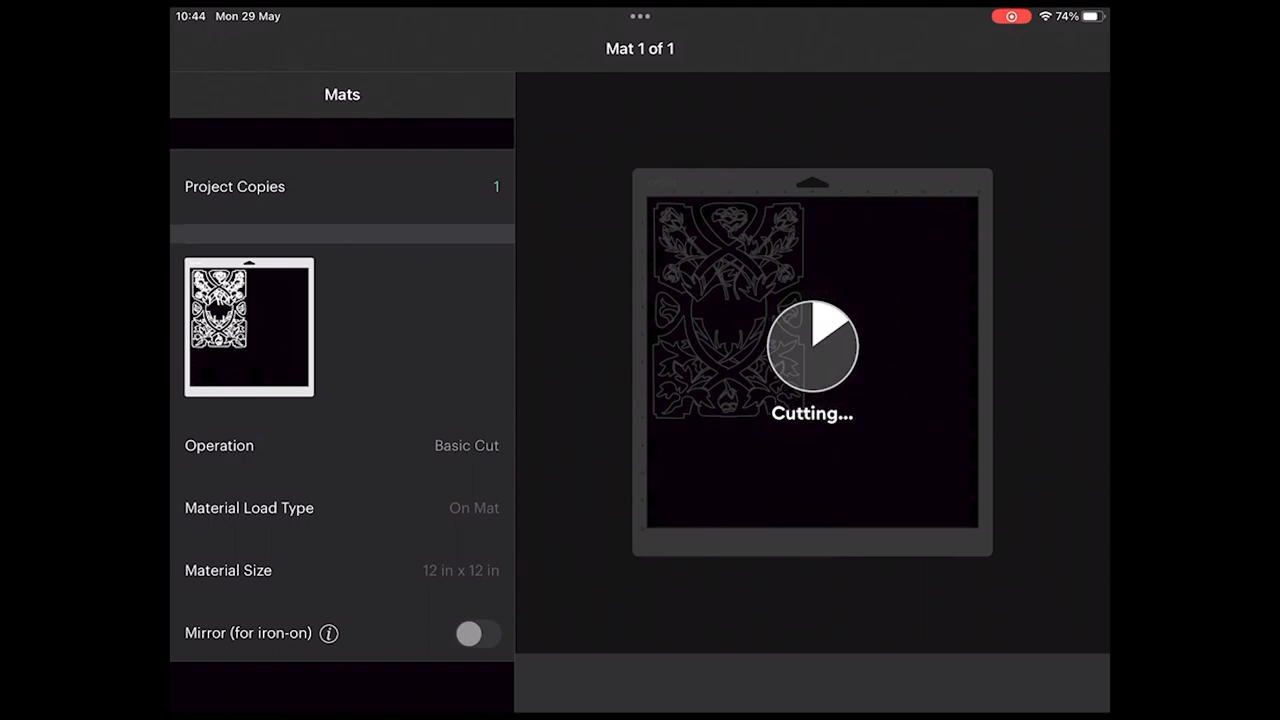 10:44 Mon 29 May
74%
Mat 1 of 1
Mats
Project Copies 1
Operation Basic Cut
Material Load Type On Mat
Material Size 12 in x 12 in
Mirror (for iron-on)
Cutting...